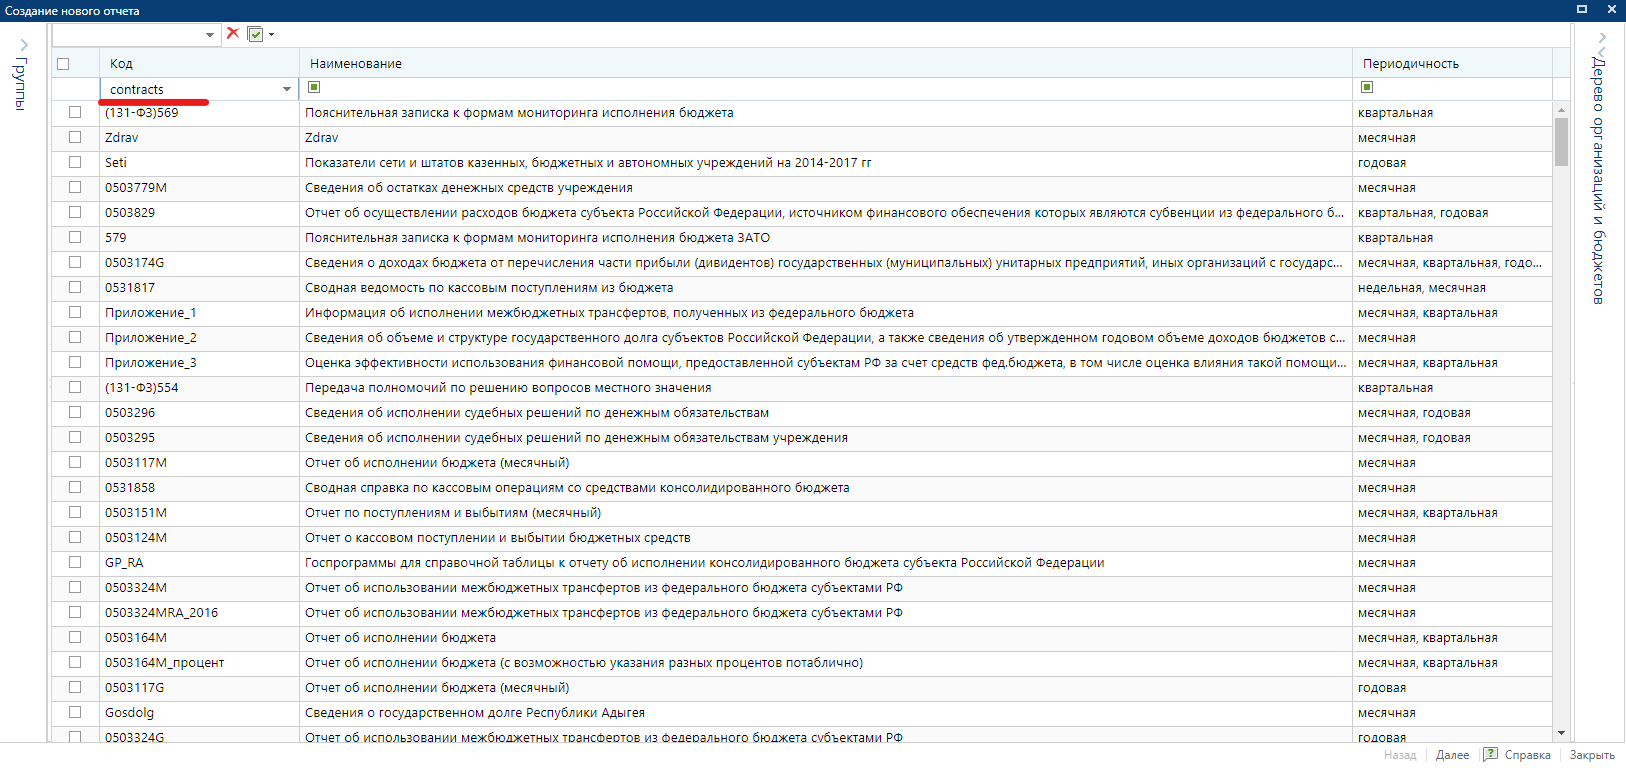 Создание нового отчета
Группы
Код Наименование Периодичность
contracts
(131-ФЗ)569 Пояснительная записка к формам мониторинга исполнения бюджета квартальная
Zdrav Zdrav месячная
Seti Показатели сети и штатов казенных, бюджетных и автономных учреждений на 2014-2017 гг годовая
0503779M Сведения об остатках денежных средств учреждения месячная
0503829 Отчет об осуществлении расходов бюджета субъекта Российской Федерации, источником финансового обеспечения которых являются субвенции из федерального б... квартальная, годовая
579 Пояснительная записка к формам мониторинга исполнения бюджета ЗАТО квартальная
0503174G Сведения о доходах бюджета от перечисления части прибыли (дивидентов) государственных (муниципальных) унитарных предприятий, иных организаций с государс... месячная, квартальная, годо...
0531817 Сводная ведомость по кассовым поступлениям из бюджета недельная, месячная
Приложение_1 Информация об исполнении межбюджетных трансфертов, полученных из федерального бюджета месячная, квартальная
Приложение_2 Сведения об объеме и структуре государственного долга субъектов Российской Федерации, а также сведения об утвержденном годовом объеме доходов бюджетов с... месячная
Приложение_3 Оценка эффективности использования финансовой помощи, предоставленной субъектам РФ за счет средств фед.бюджета, в том числе оценка влияния такой помощи... месячная, квартальная
(131-ФЗ)554 Передача полномочий по решению вопросов местного значения квартальная
0503296 Сведения об исполнении судебных решений по денежным обязательствам месячная, годовая
0503295 Сведения об исполнении судебных решений по денежным обязательствам учреждения месячная, годовая
0503117M Отчет об исполнении бюджета (месячный) месячная
0531858 Сводная справка по кассовым операциям со средствами консолидированного бюджета месячная
0503151M Отчет по поступлениям и выбытиям (месячный) месячная, квартальная
0503124M Отчет о кассовом поступлении и выбытии бюджетных средств месячная
GP_RA Госпрограммы для справочной таблицы к отчету об исполнении консолидированного бюджета субъекта Российской Федерации месячная
0503324M Отчет об использовании межбюджетных трансфертов из федерального бюджета субъектами РФ месячная
0503324MRA_2016 Отчет об использовании межбюджетных трансфертов из федерального бюджета субъектами РФ месячная
0503164M Отчет об исполнении бюджета месячная, квартальная
0503164M_процент Отчет об исполнении бюджета (с возможностью указания разных процентов потаблично) месячная, квартальная
0503117G Отчет об исполнении бюджета (месячный) годовая
Gosdolg Сведения о государственном долге Республики Адыгея месячная
0503324G Отчет об использовании межбюджетных трансфертов из федерального бюджета субъектами РФ годовая
Дерево организаций и бюджетов
Назад Далее Справка Закрыть